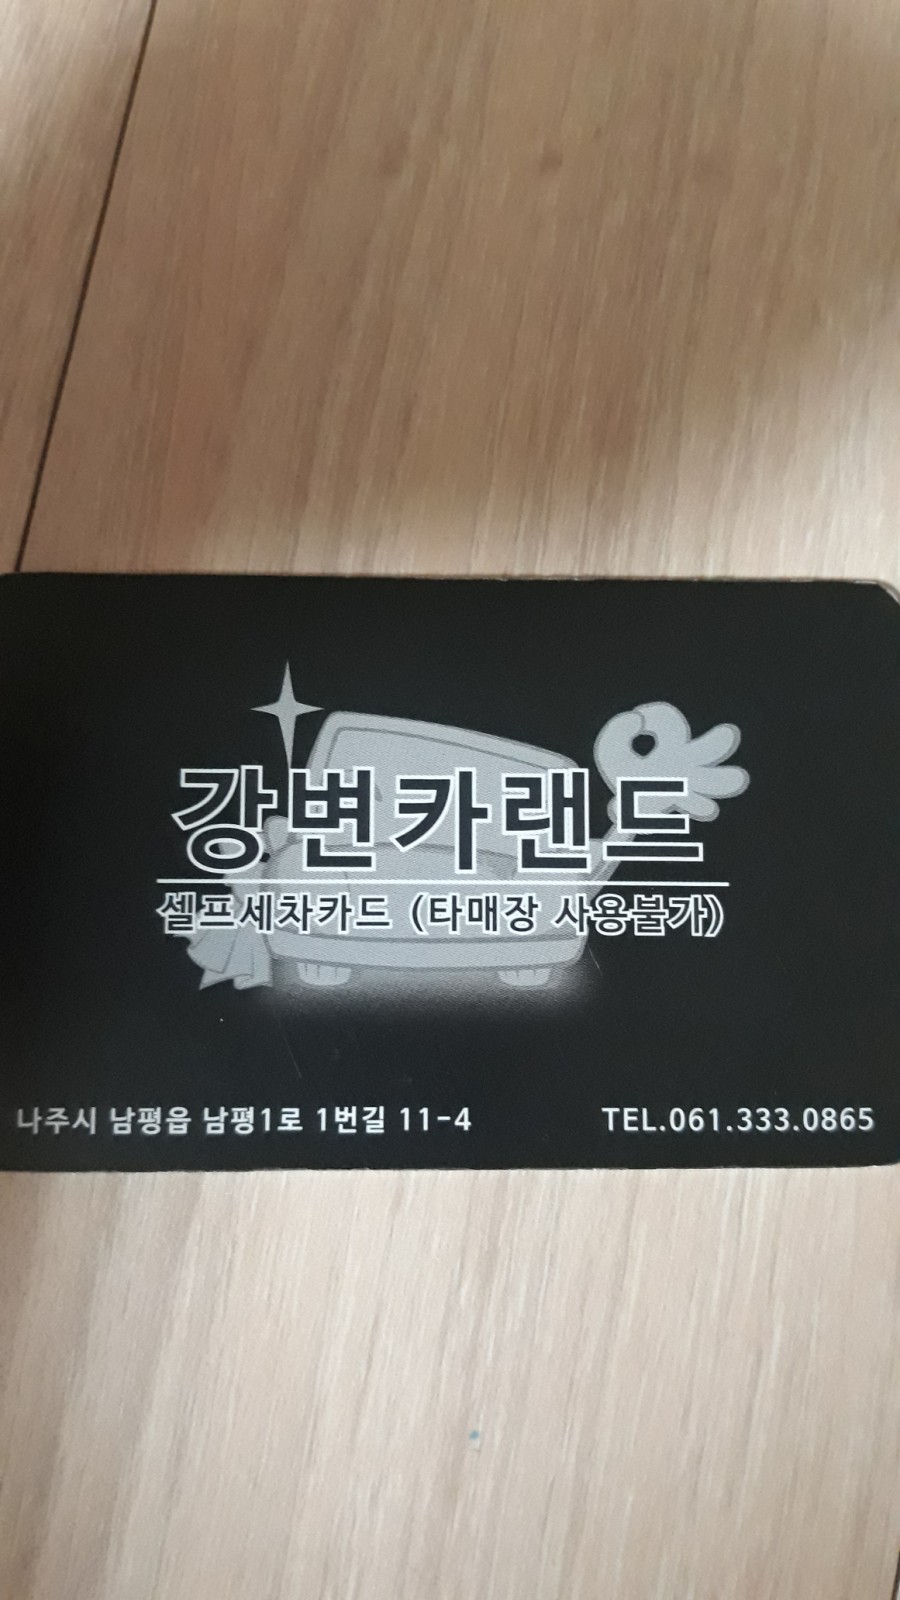 강변카랜드
셀프세차카드 (타매장 사용불가)
나주시 남평읍 남평1로 1번길 11-4
TEL.061.333.0865